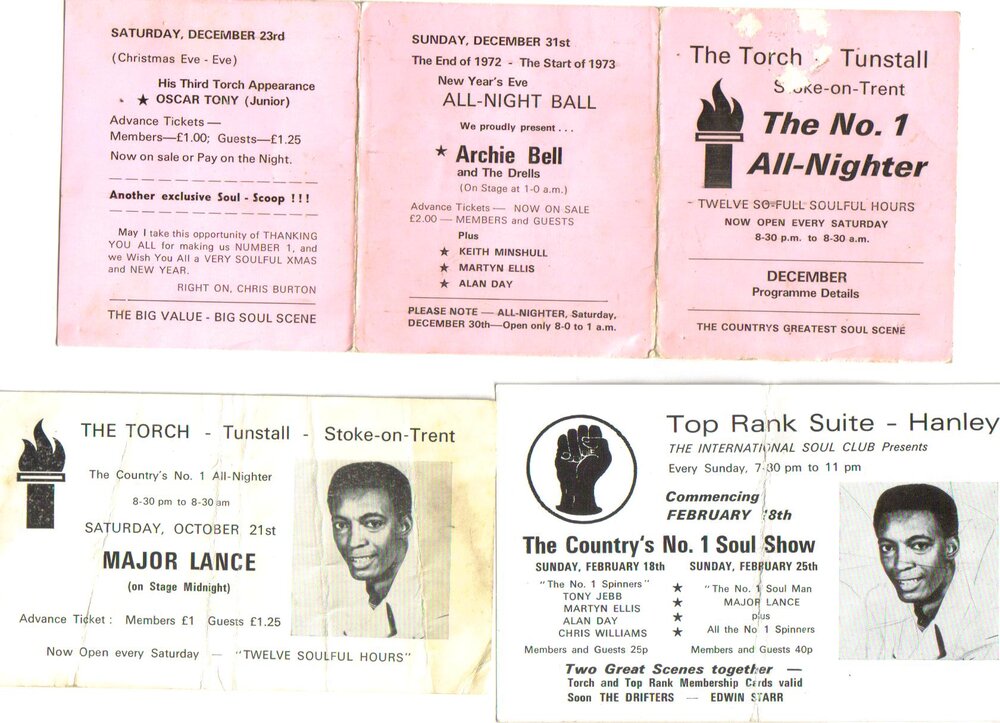 SATURDAY, DECEMBER 23rd
(Christmas Eve - Eve)
His Third Torch Appearance
★ OSCAR TONY (Junior)
Advance Tickets —
Members—£1.00; Guests—£1.25
Now on sale or Pay on the Night.
Another exclusive Soul - Scoop !!!
May I take this opportunity of THANKING
YOU ALL for making us NUMBER 1, and
we Wish You All a VERY SOULFUL XMAS
and NEW YEAR.
RIGHT ON, CHRIS BURTON
THE BIG VALUE - BIG SOUL SCENE
SUNDAY, DECEMBER 31st
The End of 1972 - The Start of 1973
New Year's Eve
ALL-NIGHT BALL
We proudly present . . .
★ Archie Bell
and The Drells
(On Stage at 1-0 a.m.)
Advance Tickets — NOW ON SALE
£2.00 — MEMBERS and GUESTS
Plus
★ KEITH MINSHULL
★ MARTYN ELLIS
★ ALAN DAY
PLEASE NOTE — ALL-NIGHTER, Saturday,
DECEMBER 30th—Open only 8-0 to 1 a.m.
The Torch - Tunstall
Stoke-on-Trent
The No. 1
All-Nighter
TWELVE SO-FULL SOULFUL HOURS
NOW OPEN EVERY SATURDAY
8-30 p.m. to 8-30 a.m.
DECEMBER
Programme Details
THE COUNTRYS GREATEST SOUL SCENE
THE TORCH - Tunstall - Stoke-on-Trent
The Country's No. 1 All-Nighter
8-30 pm to 8-30 am
SATURDAY, OCTOBER 21st
MAJOR LANCE
(on Stage Midnight)
Advance Ticket : Members £1 Guests £1.25
Now Open every Saturday — "TWELVE SOULFUL HOURS"
Top Rank Suite - Hanley
THE INTERNATIONAL SOUL CLUB Presents
Every Sunday, 7-30 pm to 11 pm
Commencing
FEBRUARY 18th
The Country's No. 1 Soul Show
SUNDAY, FEBRUARY 18th
"The No. 1 Spinners"
TONY JEBB
MARTYN ELLIS
ALAN DAY
CHRIS WILLIAMS
Members and Guests 25p
SUNDAY, FEBRUARY 25th
★ "The No. 1 Soul Man
★ MAJOR LANCE
★ plus
★ All the No 1 Spinners
Members and Guests 40p
Two Great Scenes together —
Torch and Top Rank Membership Cards valid
Soon THE DRIFTERS — EDWIN STARR